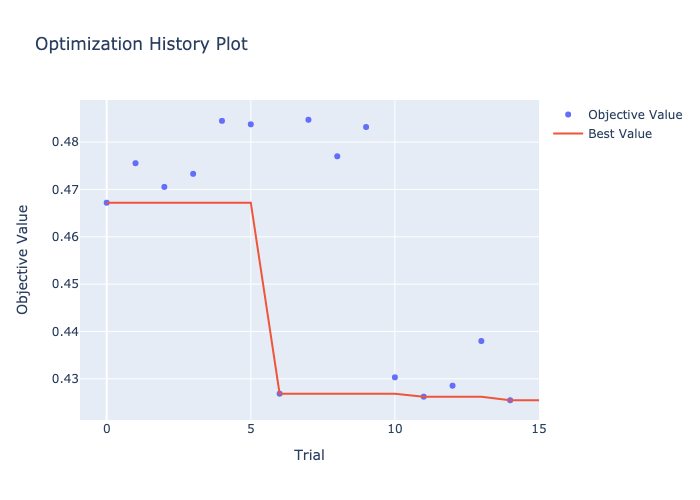 Optimization History Plot
Objective Value
Best Value
0.48
0.47
0.46
0.45
0.44
0.43
Objective Value
0
5
10
15
Trial